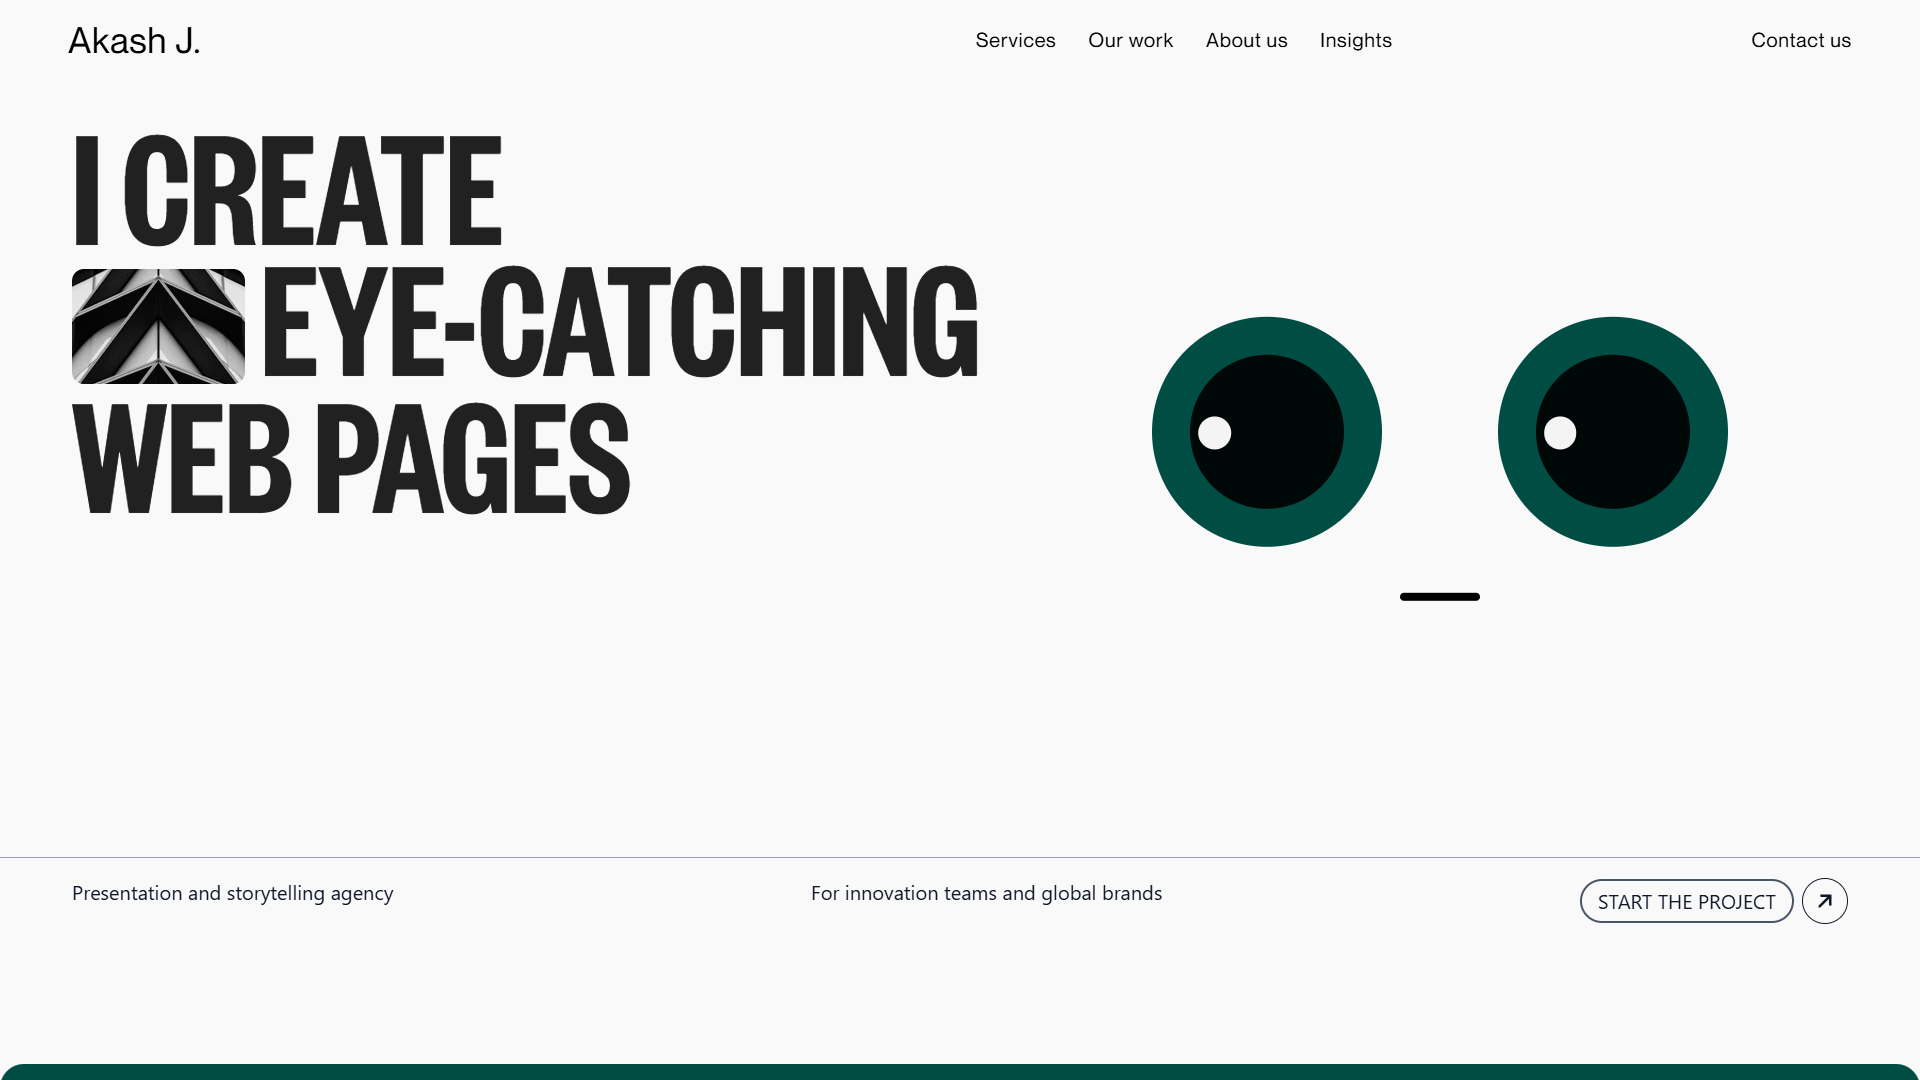 Akash J.
Services
Our work
About us
Insights
Contact us
I CREATE
EYE-CATCHING
WEB PAGES
Presentation and storytelling agency
For innovation teams and global brands
START THE PROJECT